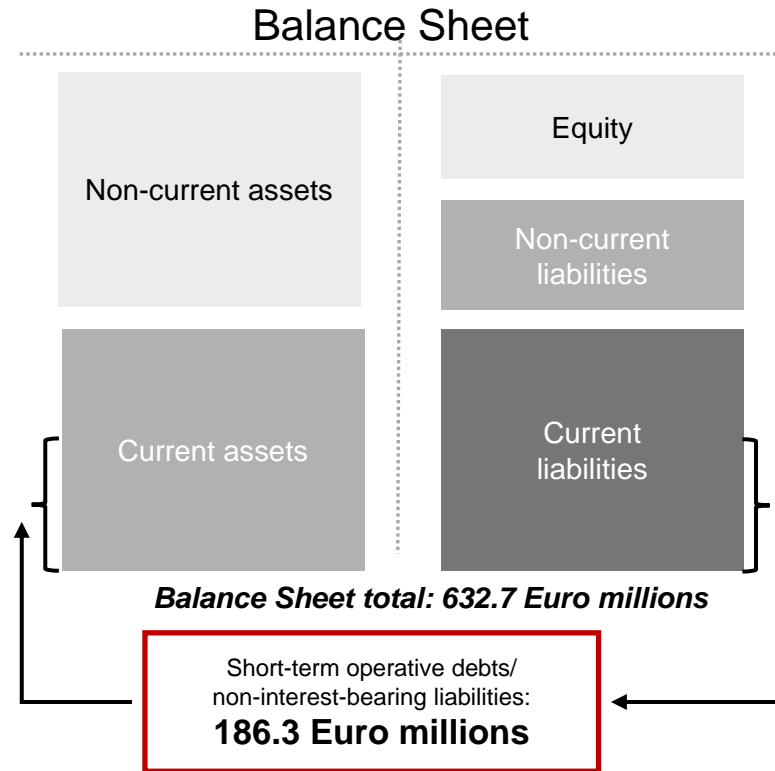 Balance Sheet
Non-current assets
Equity
Non-current
liabilities
Current assets
Current
liabilities
Balance Sheet total: 632.7 Euro millions
Short-term operative debts/
non-interest-bearing liabilities:
186.3 Euro millions